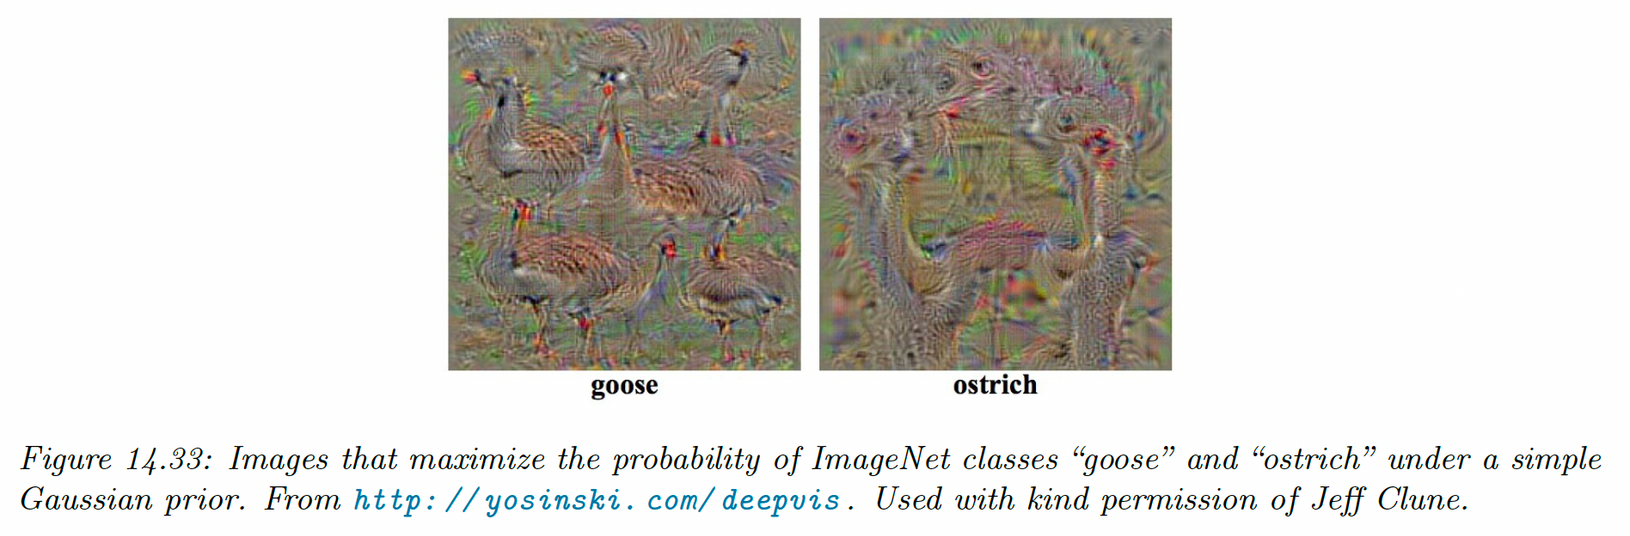 goose
ostrich
Figure 14.33: Images that maximize the probability of ImageNet classes “goose” and “ostrich” under a simple
Gaussian prior. From http://yosinski.com/deepvis. Used with kind permission of Jeff Clune.